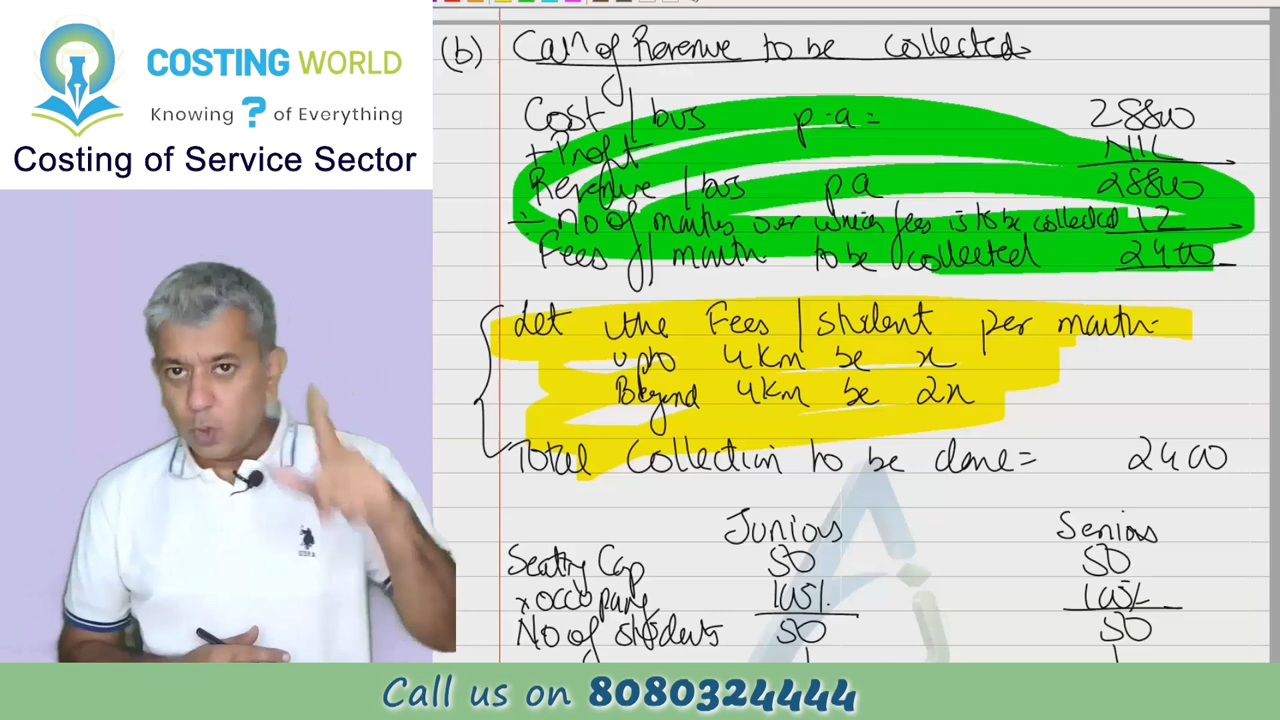 COSTING WORLD
Knowing ? of Everything
Costing of Service Sector
(b) Caln of Revenue to be collected
Cost / bus p.a = 28800
+ Profit NIL
Revenue / bus pa 28800
÷ no of months over which fees is to be collected 12
Fees / month to be collected 2400
Let the Fees / student per month
upto 4km be x
Beyond 4km be 2x
Total Collection to be done = 2400
Juniors Seniors
Seating Cap 50 50
x occupancy
No of students 50 50
Call us on 8080324444